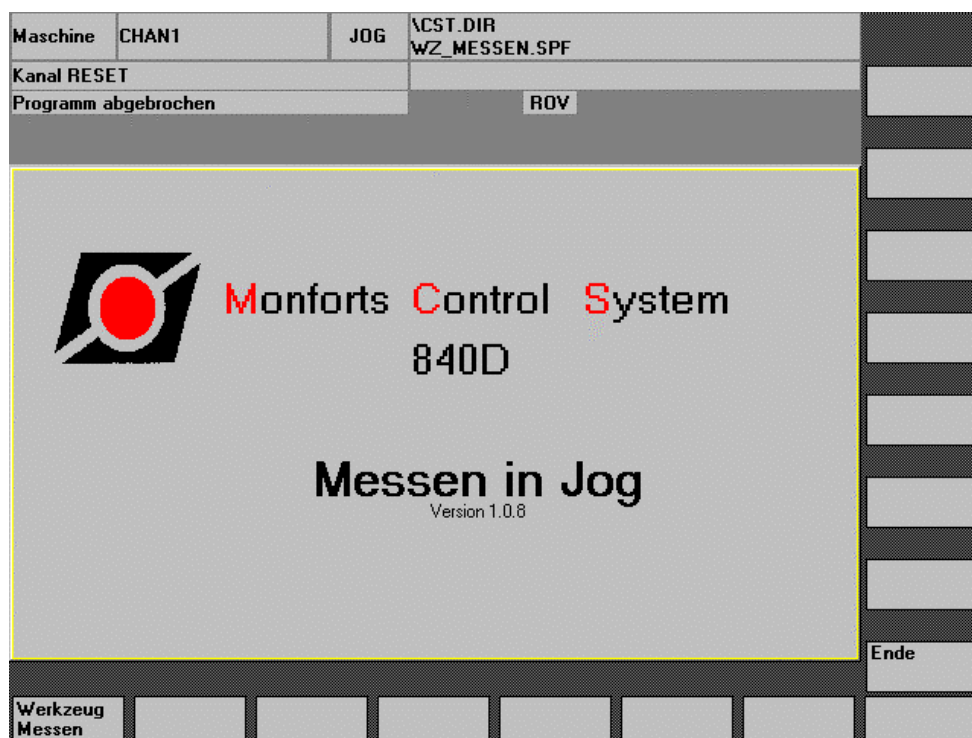 Maschine CHAN1 JOG \CST.DIR
WZ_MESSEN.SPF
Kanal RESET
Programm abgebrochen ROV
Monforts Control System
840D
Messen in Jog
Version 1.0.8
Ende
Werkzeug
Messen